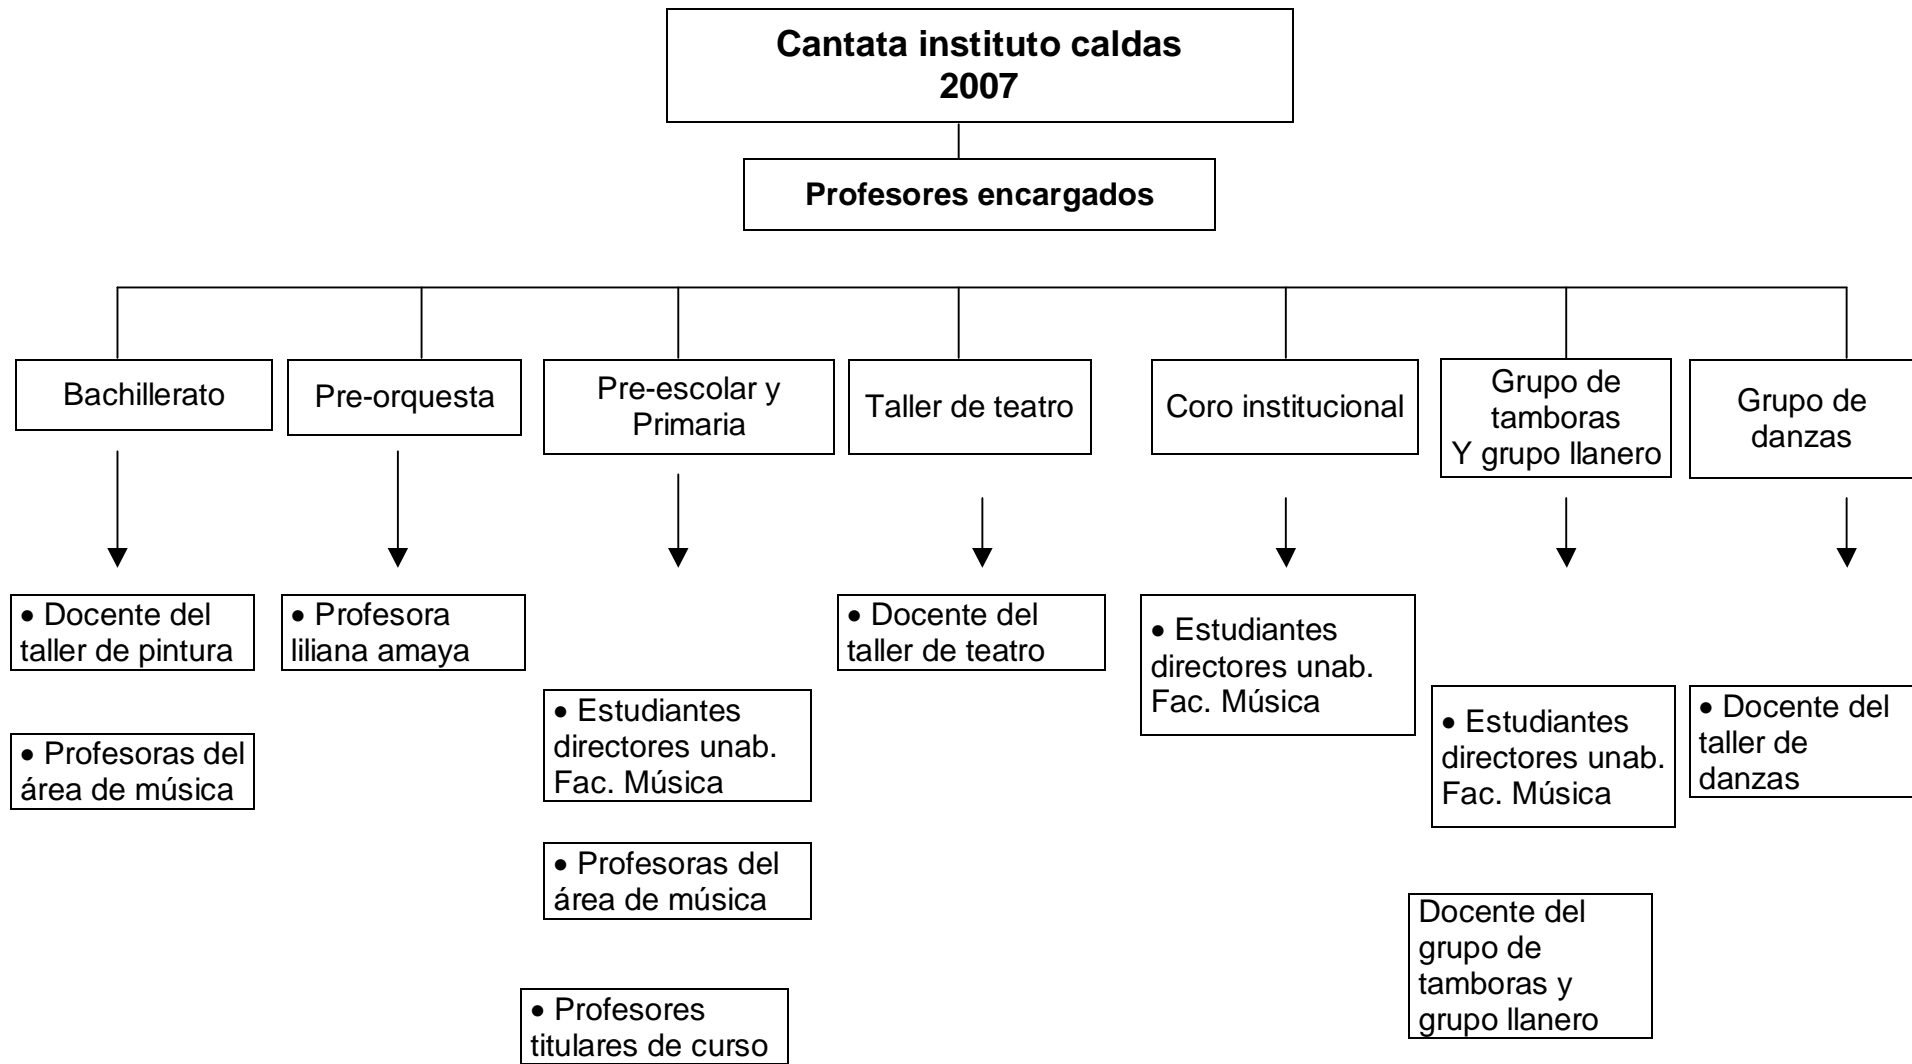 Cantata instituto caldas
2007
Profesores encargados
Bachillerato
Pre-orquesta
Pre-escolar y
Primaria
Taller de teatro
Coro institucional
Grupo de
tamboras
Y grupo llanero
Grupo de
danzas
• Docente del
taller de pintura
• Profesoras del
área de música
• Profesora
liliana amaya
• Estudiantes
directores unab.
Fac. Música
• Profesoras del
área de música
• Profesores
titulares de curso
• Docente del
taller de teatro
• Estudiantes
directores unab.
Fac. Música
• Estudiantes
directores unab.
Fac. Música
Docente del
grupo de
tamboras y
grupo llanero
• Docente del
taller de
danzas